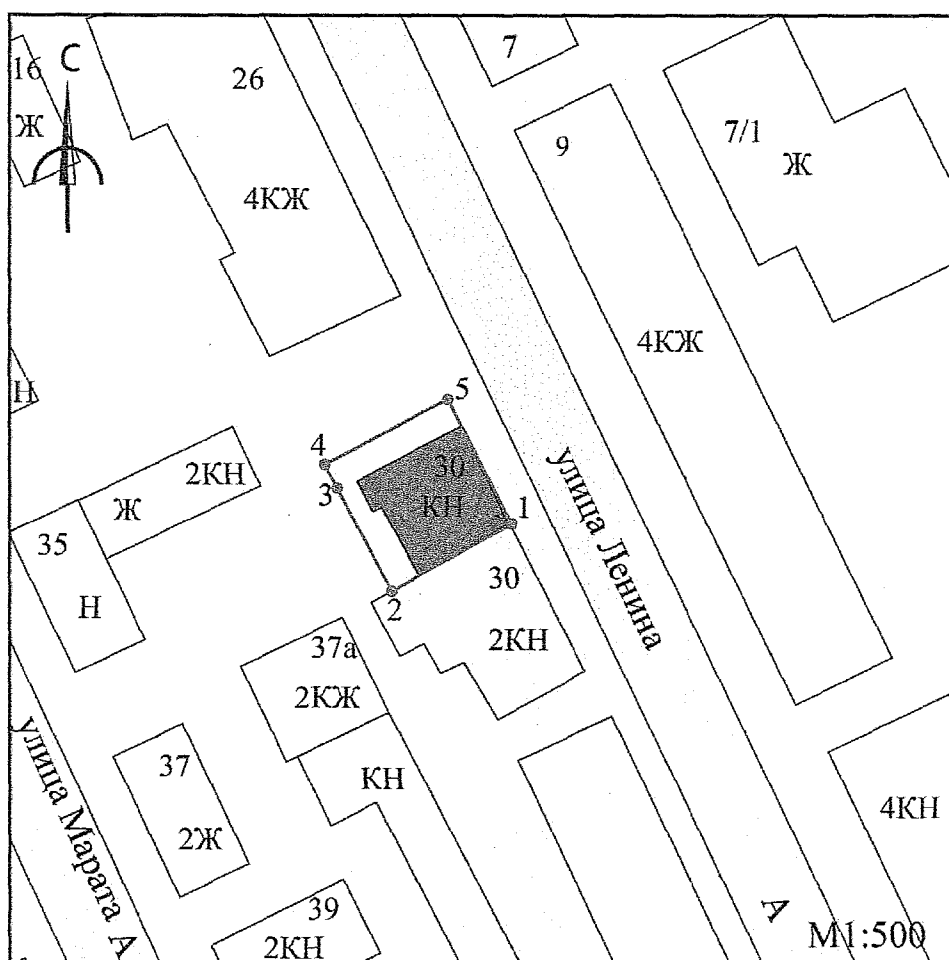 7
16
С
26
Ж
7/1
9
Ж
4КЖ
4КЖ
Н
5
4
2КН
30
3
КН
1
Ж
35
улица Ленина
30
2
Н
2КН
37а
2КЖ
улица Марата
37
КН
2Ж
4КН
39
А
А
2КН
М1:500